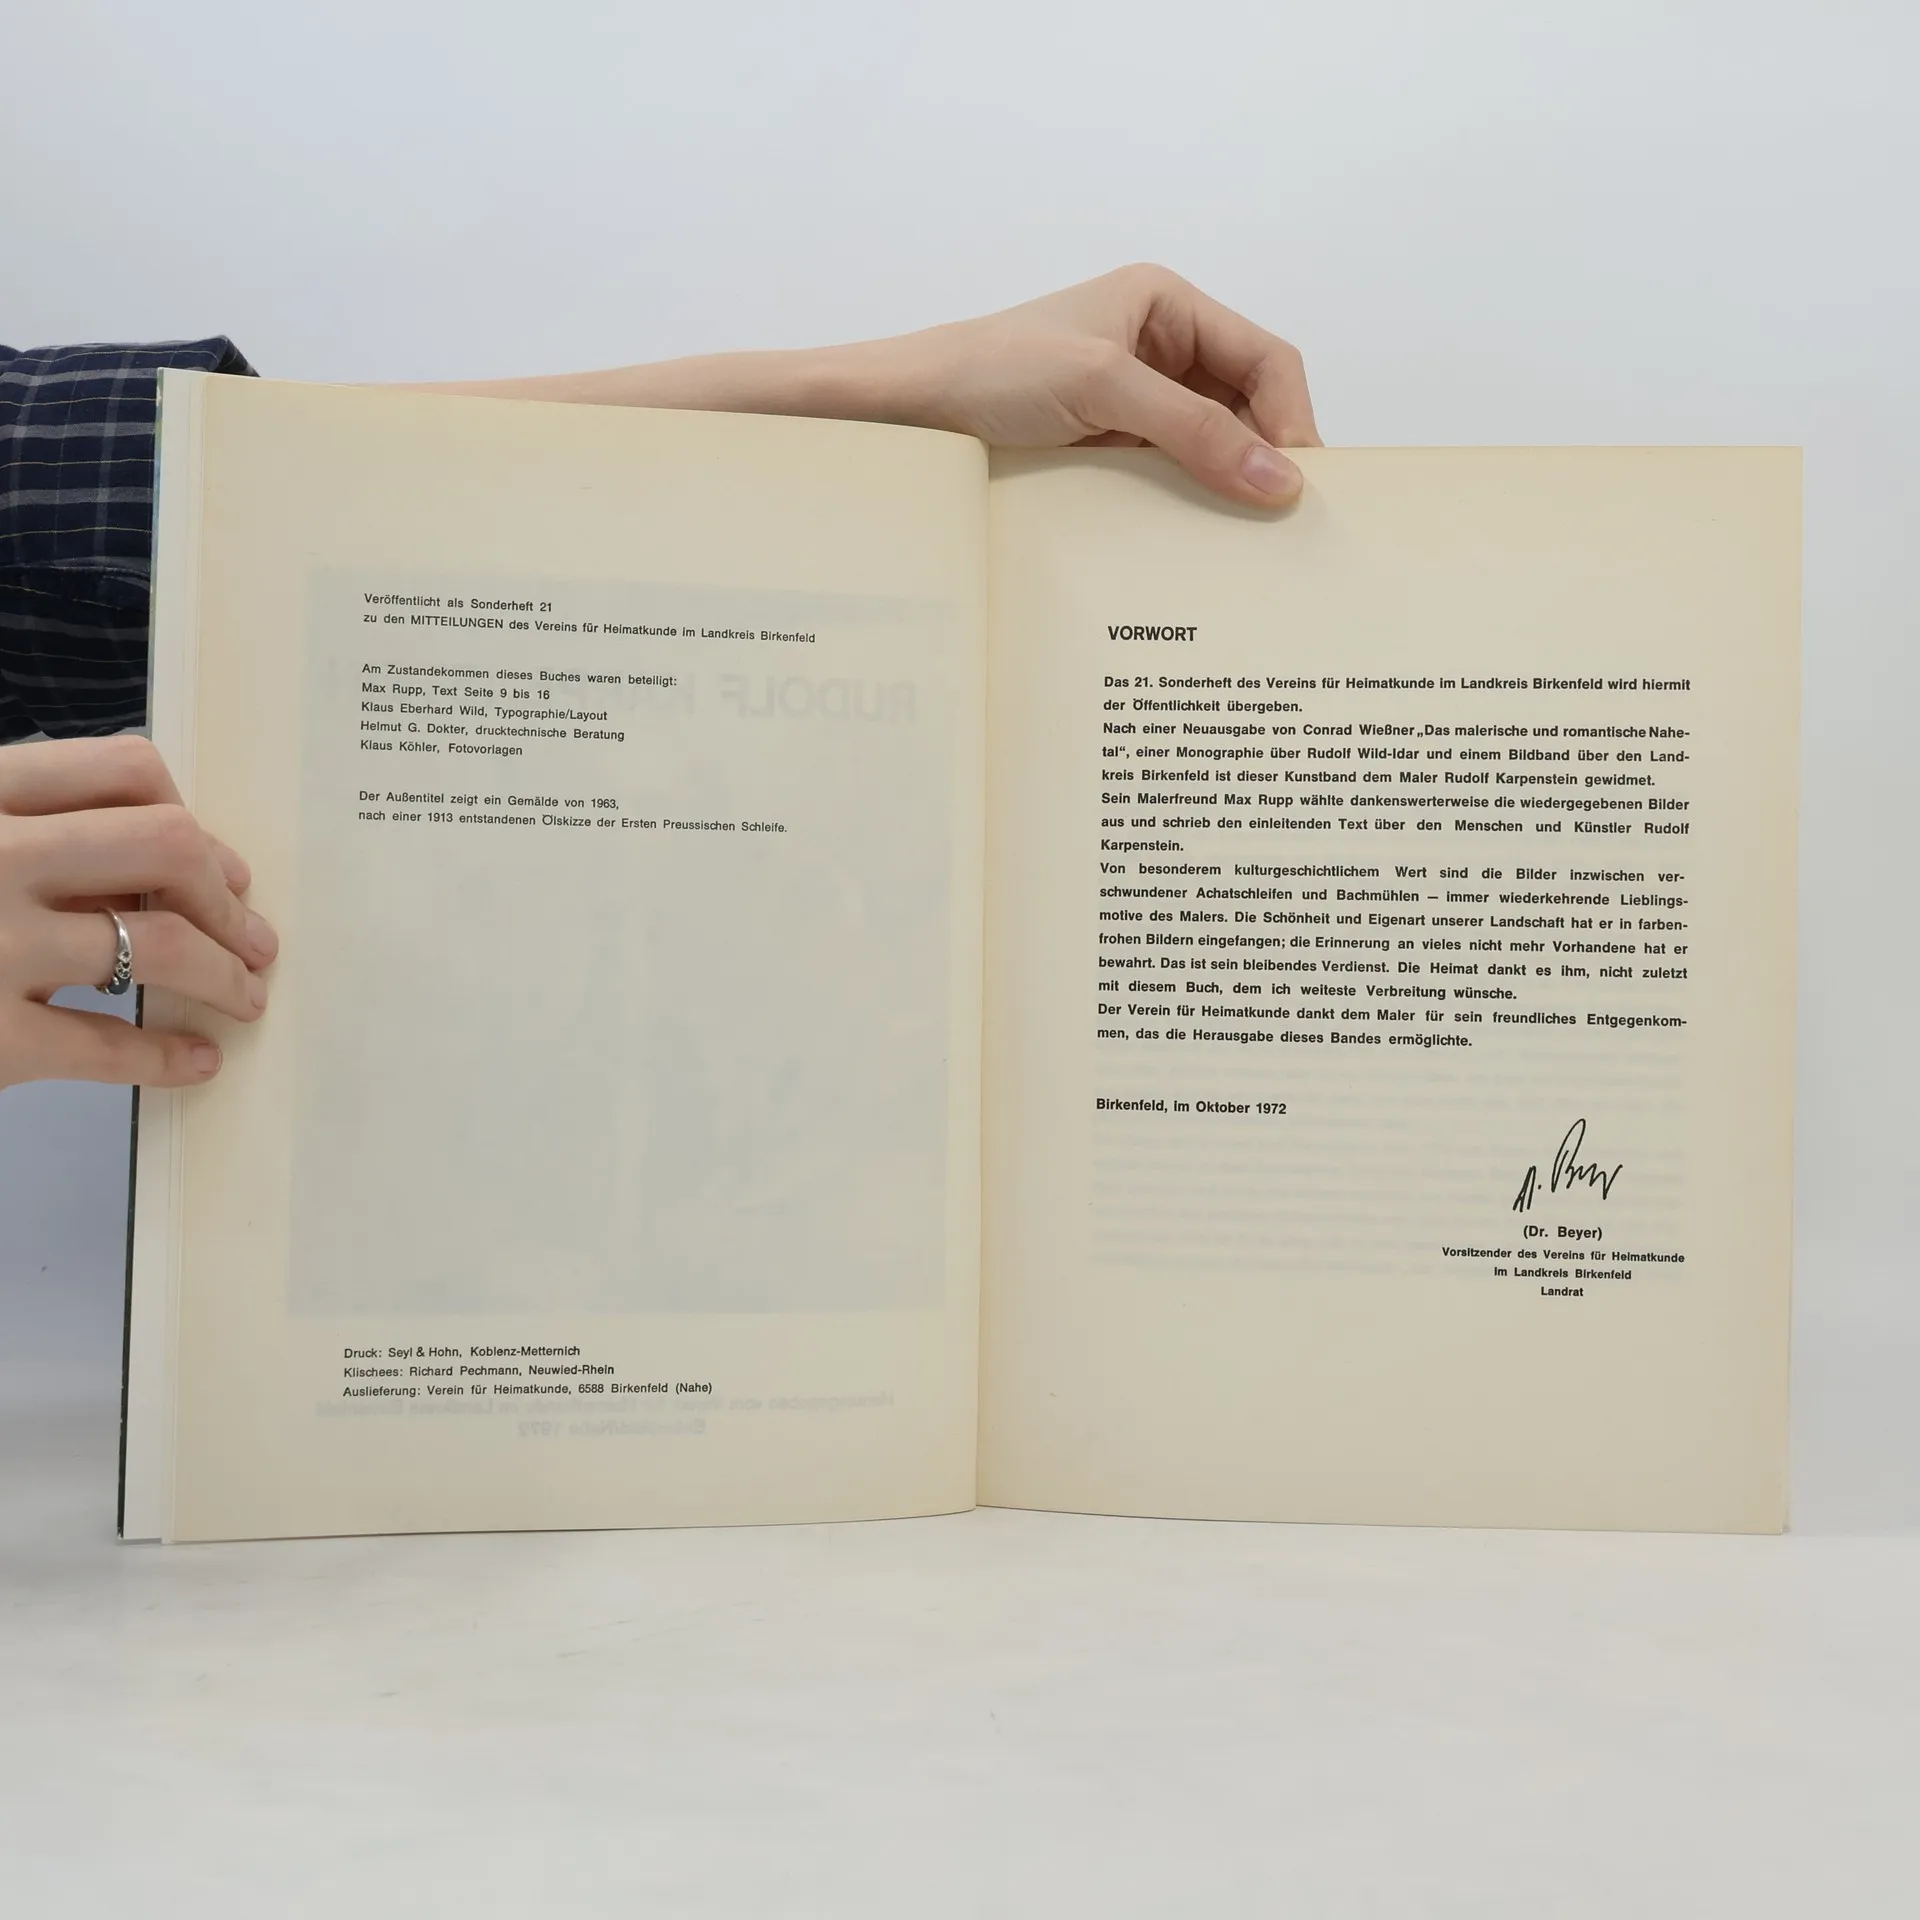 Veröffentlicht als Sonderheft 21
zu den MITTEILUNGEN des Vereins für Heimatkunde im Landkreis Birkenfeld
Am Zustandekommen dieses Buches waren beteiligt:
Max Rupp, Text Seite 9 bis 16
Klaus Eberhard Wild, Typographie/Layout
Helmut G. Dokter, drucktechnische Beratung
Klaus Köhler, Fotovorlagen
Der Außentitel zeigt ein Gemälde von 1963,
nach einer 1913 entstandenen Ölskizze der Ersten Preussischen Schleife.
Druck: Seyl & Hohn, Koblenz-Metternich
Klischees: Richard Pechmann, Neuwied-Rhein
Auslieferung: Verein für Heimatkunde, 6588 Birkenfeld (Nahe)
VORWORT
Das 21. Sonderheft des Vereins für Heimatkunde im Landkreis Birkenfeld wird hiermit
der Öffentlichkeit übergeben.
Nach einer Neuausgabe von Conrad Wießner „Das malerische und romantische Nahe-
tal“, einer Monographie über Rudolf Wild-Idar und einem Bildband über den Land-
kreis Birkenfeld ist dieser Kunstband dem Maler Rudolf Karpenstein gewidmet.
Sein Malerfreund Max Rupp wählte dankenswerterweise die wiedergegebenen Bilder
aus und schrieb den einleitenden Text über den Menschen und Künstler Rudolf
Karpenstein.
Von besonderem kulturgeschichtlichem Wert sind die Bilder inzwischen ver-
schwundener Achatschleifen und Bachmühlen — immer wiederkehrende Lieblings-
motive des Malers. Die Schönheit und Eigenart unserer Landschaft hat er in farben-
frohen Bildern eingefangen; die Erinnerung an vieles nicht mehr Vorhandene hat er
bewahrt. Das ist sein bleibendes Verdienst. Die Heimat dankt es ihm, nicht zuletzt
mit diesem Buch, dem ich weiteste Verbreitung wünsche.
Der Verein für Heimatkunde dankt dem Maler für sein freundliches Entgegenkom-
men, das die Herausgabe dieses Bandes ermöglichte.
Birkenfeld, im Oktober 1972
(Dr. Beyer)
Vorsitzender des Vereins für Heimatkunde
im Landkreis Birkenfeld
Landrat